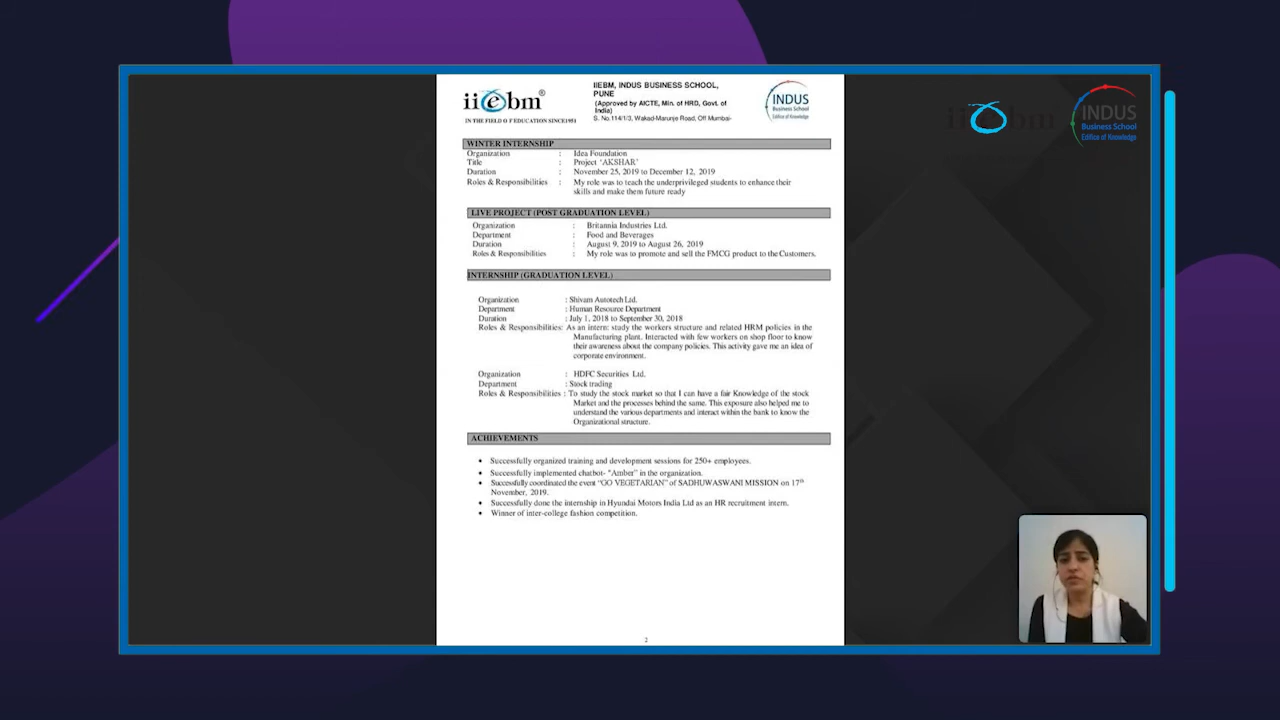 iiebm®
IN THE FIELD OF EDUCATION SINCE1981
IIEBM, INDUS BUSINESS SCHOOL,
PUNE
(Approved by AICTE, Min. of HRD, Govt. of
India)
S. No.114/1/3, Wakad-Marunje Road, Off Mumbai-
INDUS
Business School
Edifice of Knowledge
iiebm
INDUS
Business School
Edifice of Knowledge
WINTER INTERNSHIP
Organization : Idea Foundation
Title : Project ‘AKSHAR’
Duration : November 25, 2019 to December 12, 2019
Roles & Responsibilities : My role was to teach the underprivileged students to enhance their
skills and make them future ready
LIVE PROJECT (POST GRADUATION LEVEL)
Organization : Britannia Industries Ltd.
Department : Food and Beverages
Duration : August 9, 2019 to August 26, 2019
Roles & Responsibilities : My role was to promote and sell the FMCG product to the Customers.
INTERNSHIP (GRADUATION LEVEL)
Organization : Shivam Autotech Ltd.
Department : Human Resource Department
Duration : July 1, 2018 to September 30, 2018
Roles & Responsibilities: As an intern: study the workers structure and related HRM policies in the
Manufacturing plant. Interacted with few workers on shop floor to know
their awareness about the company policies. This activity gave me an idea of
corporate environment.
Organization : HDFC Securities Ltd.
Department : Stock trading
Roles & Responsibilities : To study the stock market so that I can have a fair Knowledge of the stock
Market and the processes behind the same. This exposure also helped me to
understand the various departments and interact within the bank to know the
Organizational structure.
ACHIEVEMENTS
• Successfully organized training and development sessions for 250+ employees.
• Successfully implemented chatbot- "Amber" in the organization.
• Successfully coordinated the event “GO VEGETARIAN” of SADHUWASWANI MISSION on 17th
November, 2019.
• Successfully done the internship in Hyundai Motors India Ltd as an HR recruitment intern.
• Winner of inter-college fashion competition.
2